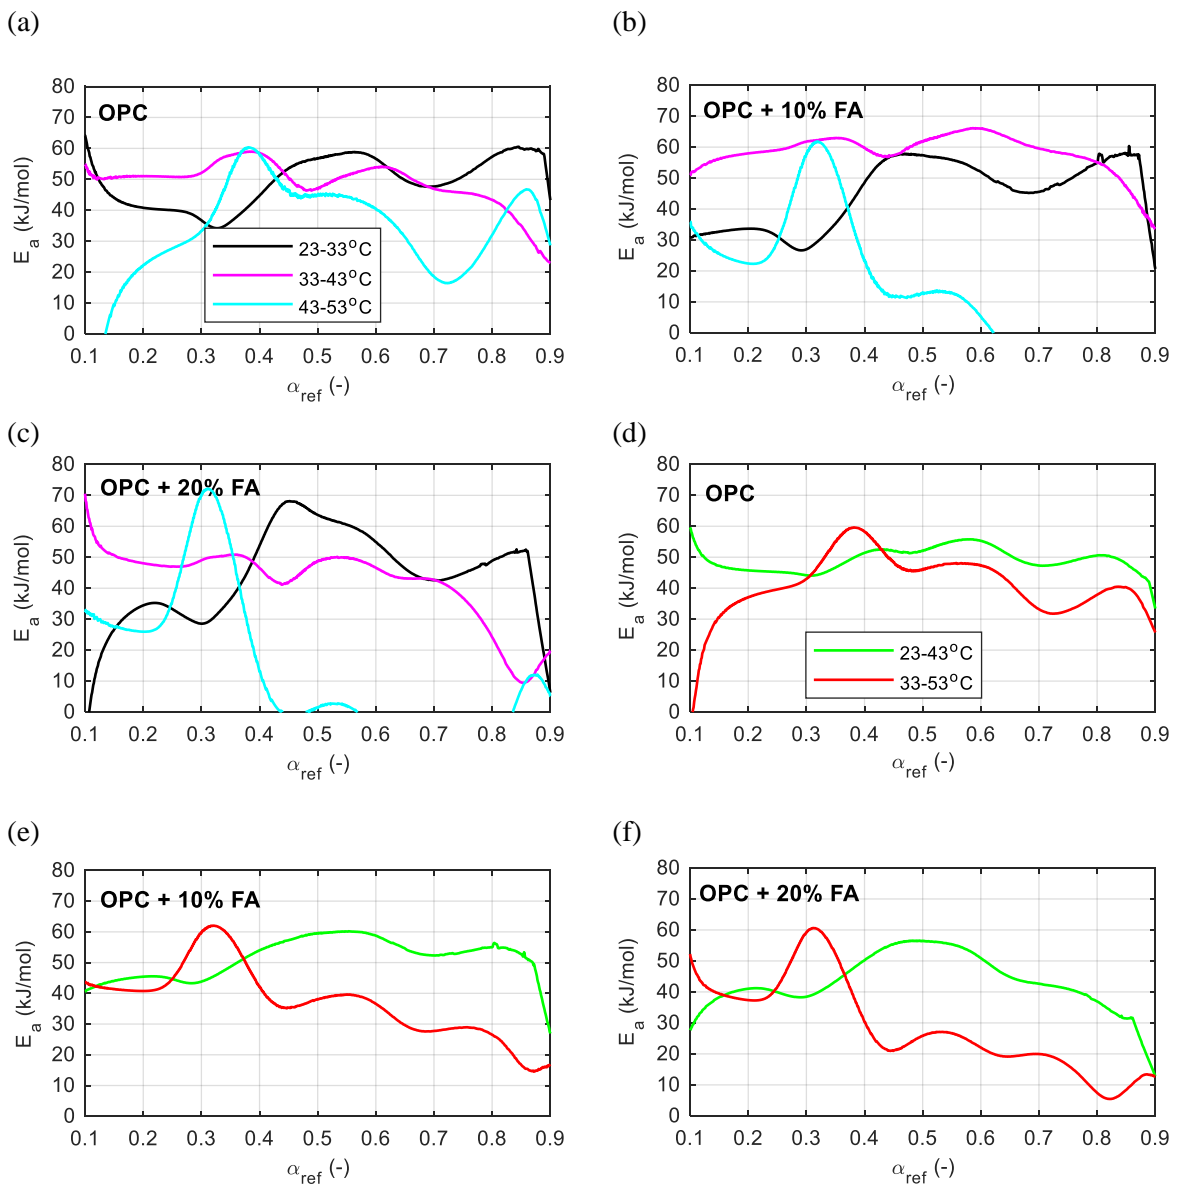 (a)
(b)
80
70
60
50
40
30
20
10
0
E_a (kJ/mol)
OPC
23-33°C
33-43°C
43-53°C
0.1 0.2 0.3 0.4 0.5 0.6 0.7 0.8 0.9
α_ref (-)
80
70
60
50
40
30
20
10
0
E_a (kJ/mol)
OPC + 10% FA
0.1 0.2 0.3 0.4 0.5 0.6 0.7 0.8 0.9
α_ref (-)
(c)
(d)
80
70
60
50
40
30
20
10
0
E_a (kJ/mol)
OPC + 20% FA
0.1 0.2 0.3 0.4 0.5 0.6 0.7 0.8 0.9
α_ref (-)
80
70
60
50
40
30
20
10
0
E_a (kJ/mol)
OPC
23-43°C
33-53°C
0.1 0.2 0.3 0.4 0.5 0.6 0.7 0.8 0.9
α_ref (-)
(e)
(f)
80
70
60
50
40
30
20
10
0
E_a (kJ/mol)
OPC + 10% FA
0.1 0.2 0.3 0.4 0.5 0.6 0.7 0.8 0.9
α_ref (-)
80
70
60
50
40
30
20
10
0
E_a (kJ/mol)
OPC + 20% FA
0.1 0.2 0.3 0.4 0.5 0.6 0.7 0.8 0.9
α_ref (-)